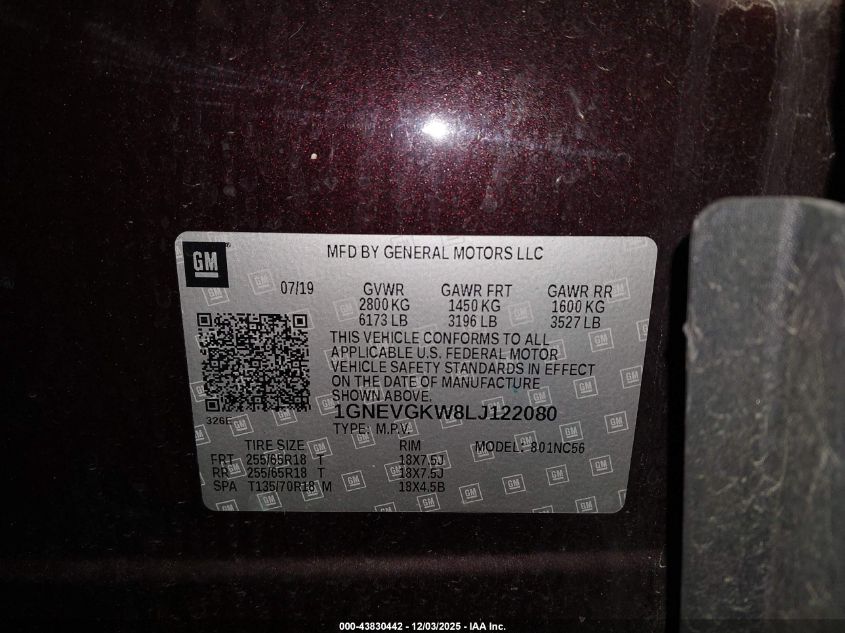 GM
MFD BY GENERAL MOTORS LLC
07/19 GVWR GAWR FRT GAWR RR
2800 KG 1450 KG 1600 KG
6173 LB 3196 LB 3527 LB
THIS VEHICLE CONFORMS TO ALL
APPLICABLE U.S. FEDERAL MOTOR
VEHICLE SAFETY STANDARDS IN EFFECT
ON THE DATE OF MANUFACTURE
SHOWN ABOVE.
326E 1GNEVGKW8LJ122080
TYPE: M.P.V.
TIRE SIZE RIM MODEL: 801NC56
FRT 255/65R18 T 18X7.5J
RR 255/65R18 T 18X7.5J
SPA T135/70R18 M 18X4.5B
000-43830442 - 12/03/2025 - IAA Inc.